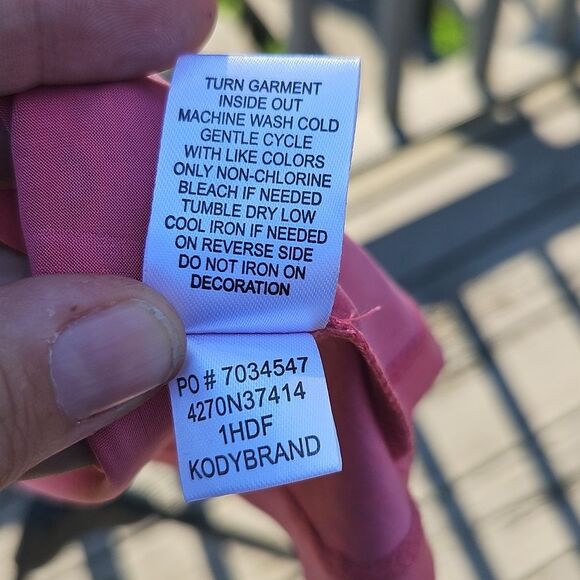 TURN GARMENT
INSIDE OUT
MACHINE WASH COLD
GENTLE CYCLE
WITH LIKE COLORS
ONLY NON-CHLORINE
BLEACH IF NEEDED
TUMBLE DRY LOW
COOL IRON IF NEEDED
ON REVERSE SIDE
DO NOT IRON ON
DECORATION
PO # 7034547
4270N37414
1HDF
KODYBRAND